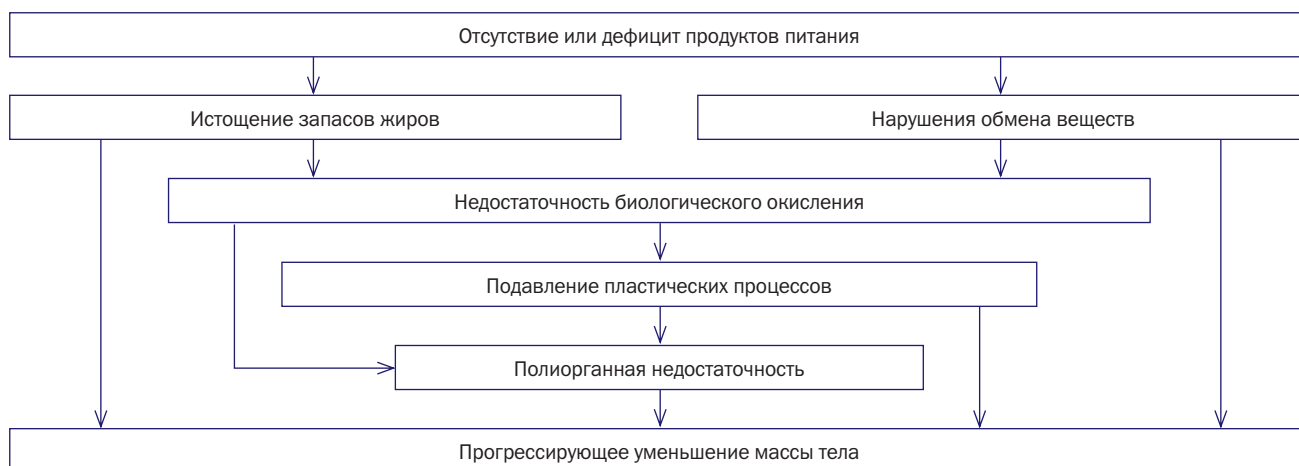 Отсутствие или дефицит продуктов питания
Истощение запасов жиров
Нарушения обмена веществ
Недостаточность биологического окисления
Подавление пластических процессов
Полиорганная недостаточность
Прогрессирующее уменьшение массы тела